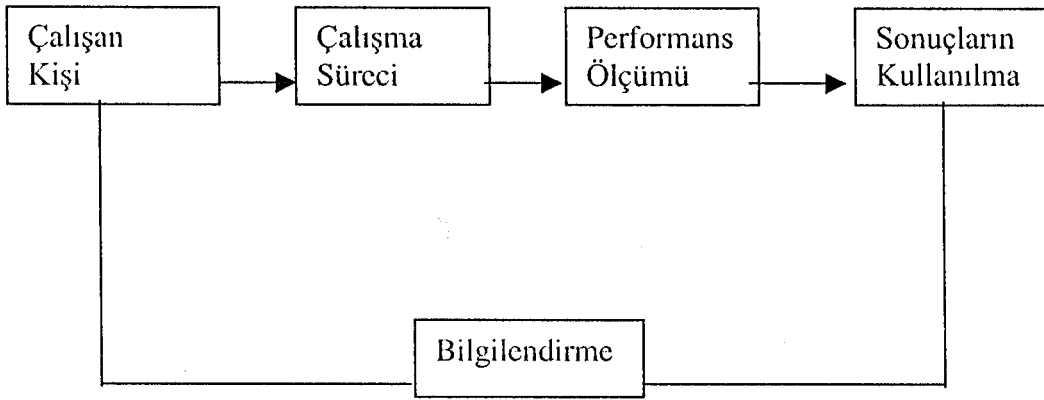 Çalışan
Kişi
Çalışma
Süreci
Performans
Ölçümü
Sonuçların
Kullanılma
Bilgilendirme